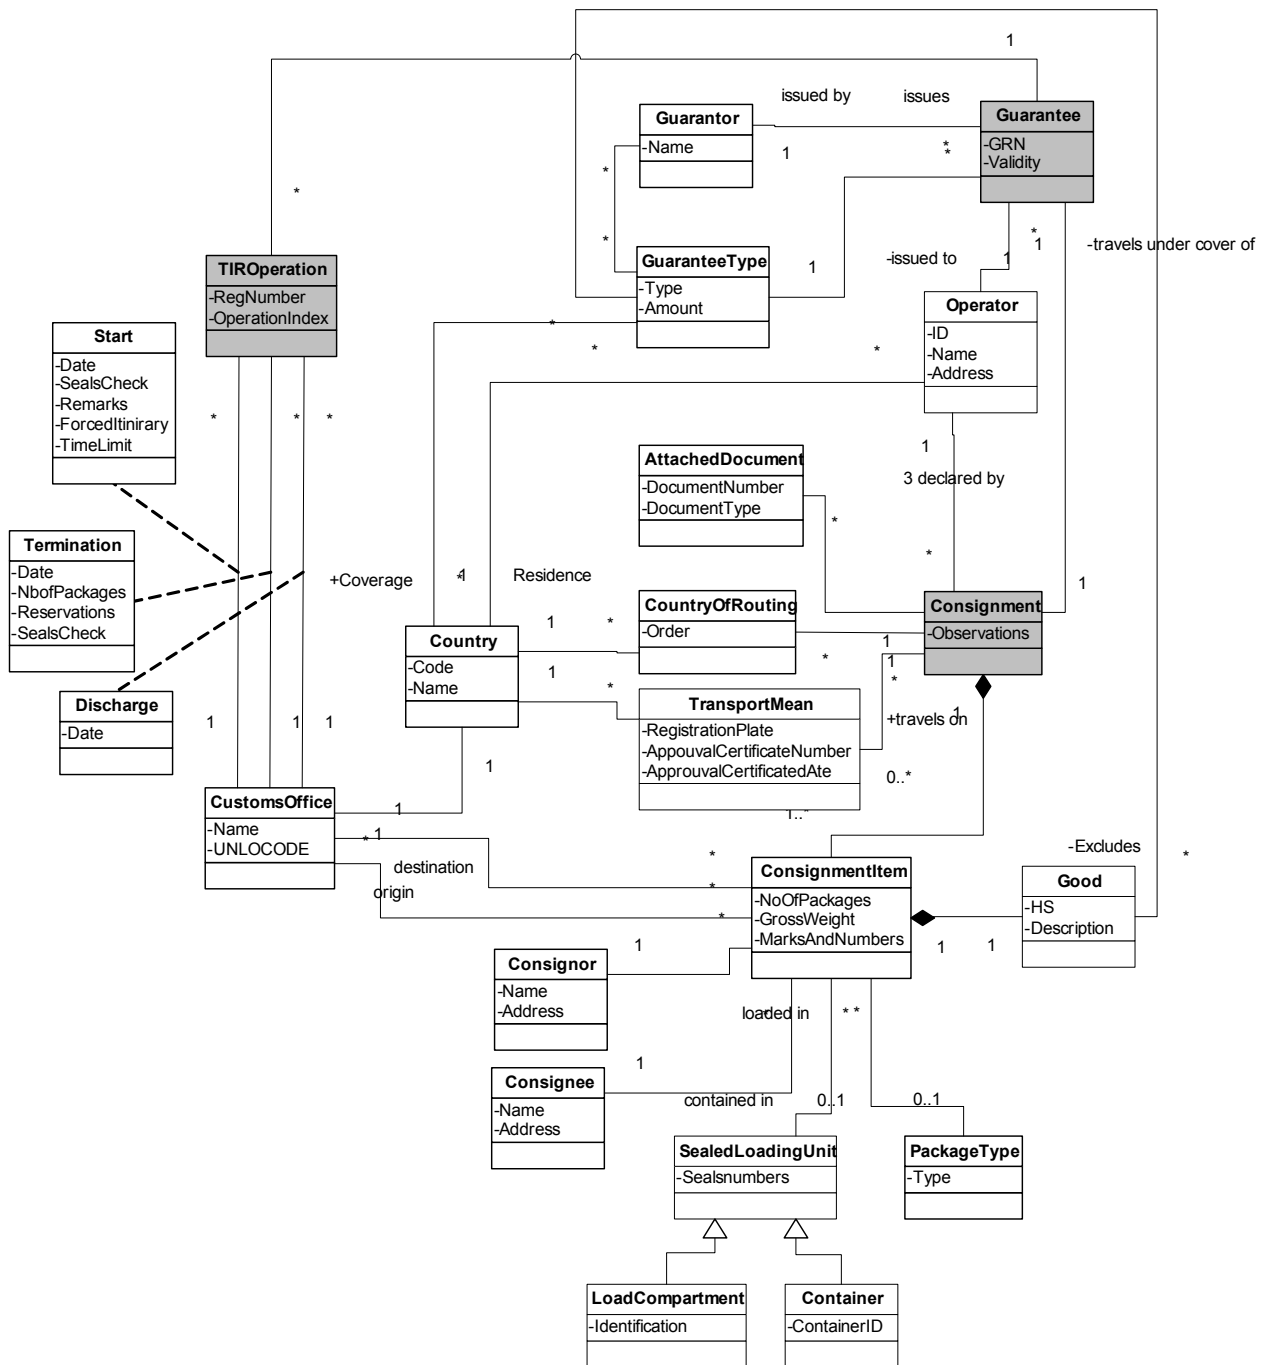 1
issued by
issues
Guarantor
-Name
1
Guarantee
-GRN
-Validity
*
*
*
*
*
TIROperation
-RegNumber
-OperationIndex
GuaranteeType
-Type
-Amount
1
-issued to
*
1
1
-travels under cover of
Start
-Date
-SealsCheck
-Remarks
-ForcedItinirary
-TimeLimit
Operator
-ID
-Name
-Address
*
*
*
*
*
*
1
3 declared by
AttachedDocument
-DocumentNumber
-DocumentType
*
*
Termination
-Date
-NbofPackages
-Reservations
-SealsCheck
+Coverage
*
1
Residence
1
Consignment
-Observations
CountryOfRouting
-Order
1
*
1
1
*
Country
-Code
-Name
1
*
*
TransportMean
-RegistrationPlate
-AppouvalCertificateNumber
-ApprouvalCertificatedAte
+travels on
1
0..*
1..*
Discharge
-Date
1
1
1
1
CustomsOffice
-Name
-UNLOCODE
1
*
1
destination
origin
*
*
*
ConsignmentItem
-NoOfPackages
-GrossWeight
-MarksAndNumbers
-Excludes
*
Good
-HS
-Description
1
1
Consignor
-Name
-Address
1
loaded in
*
*
*
Consignee
-Name
-Address
1
contained in
0..1
0..1
SealedLoadingUnit
-Sealsnumbers
PackageType
-Type
LoadCompartment
-Identification
Container
-ContainerID